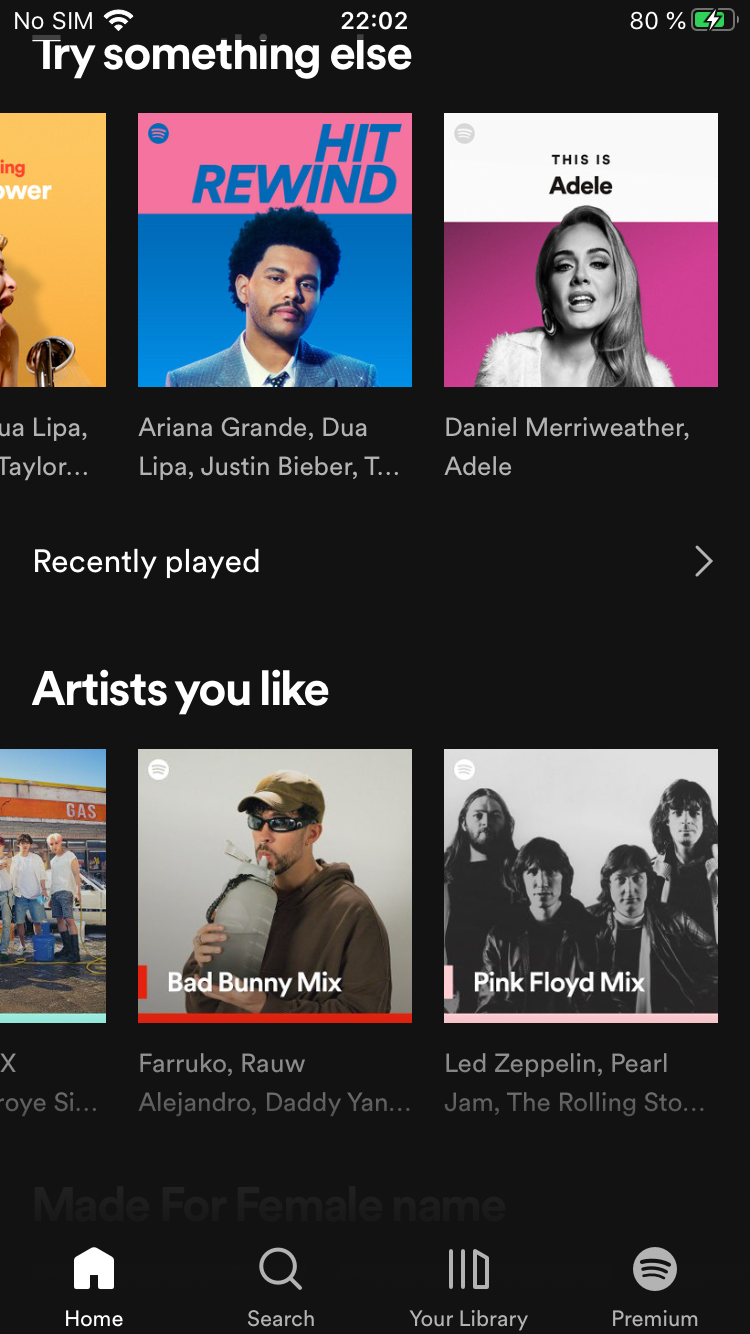 No SIM 22:02 80 %
Try something else
ing
ower
HIT
REWIND
THIS IS
Adele
ua Lipa,
Taylor…
Ariana Grande, Dua
Lipa, Justin Bieber, T…
Daniel Merriweather,
Adele
Recently played
Artists you like
GAS
Bad Bunny Mix
Pink Floyd Mix
X
roye Si…
Farruko, Rauw
Alejandro, Daddy Yan…
Led Zeppelin, Pearl
Jam, The Rolling Sto…
Made For Female name
Home
Search
Your Library
Premium